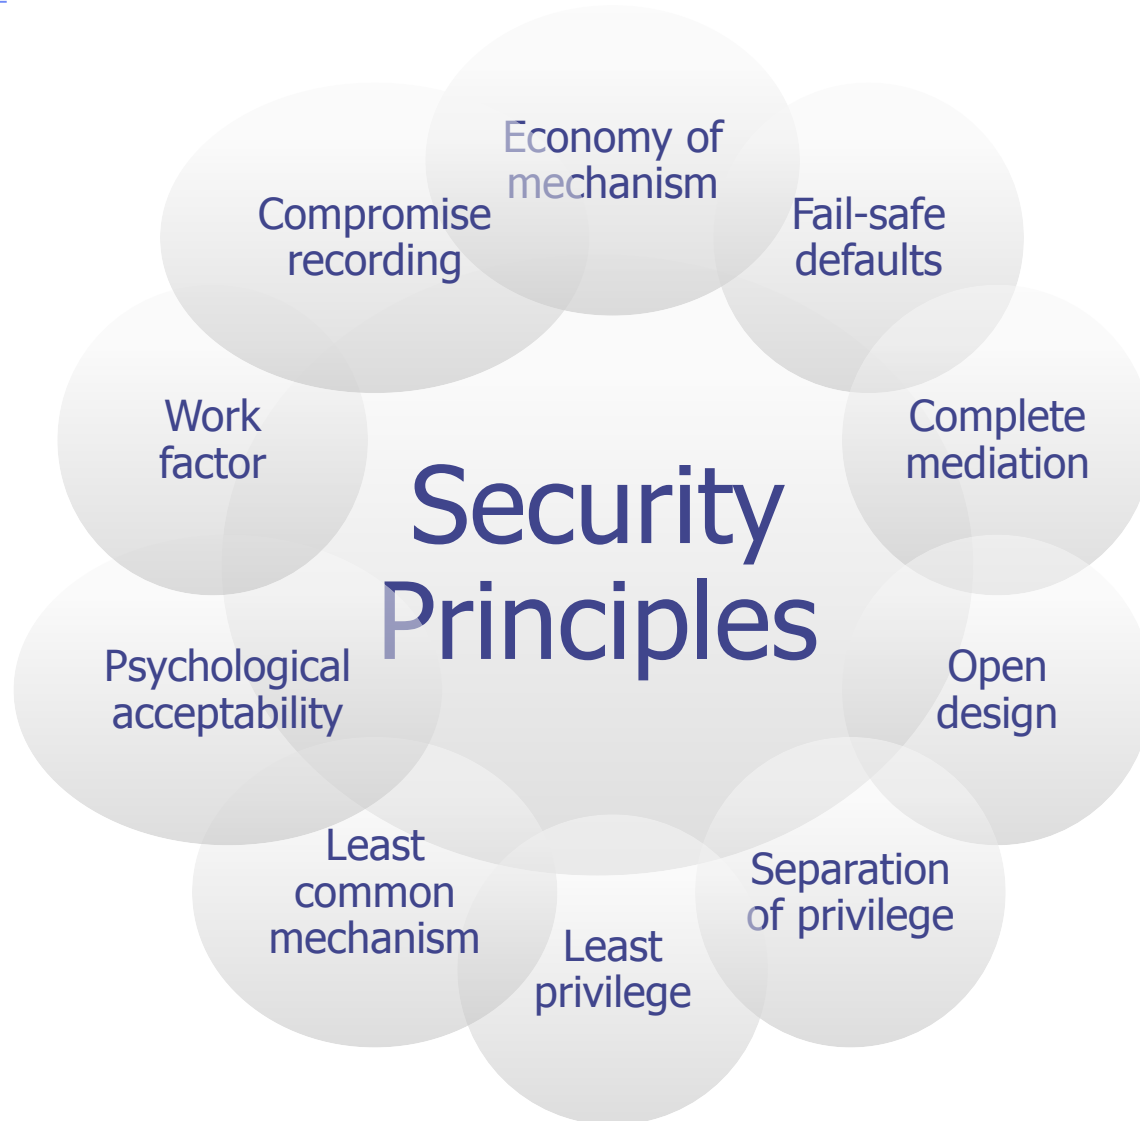 Security
Principles
Economy of
mechanism
Fail-safe
defaults
Complete
mediation
Open
design
Separation
of privilege
Least
privilege
Least
common
mechanism
Psychological
acceptability
Work
factor
Compromise
recording